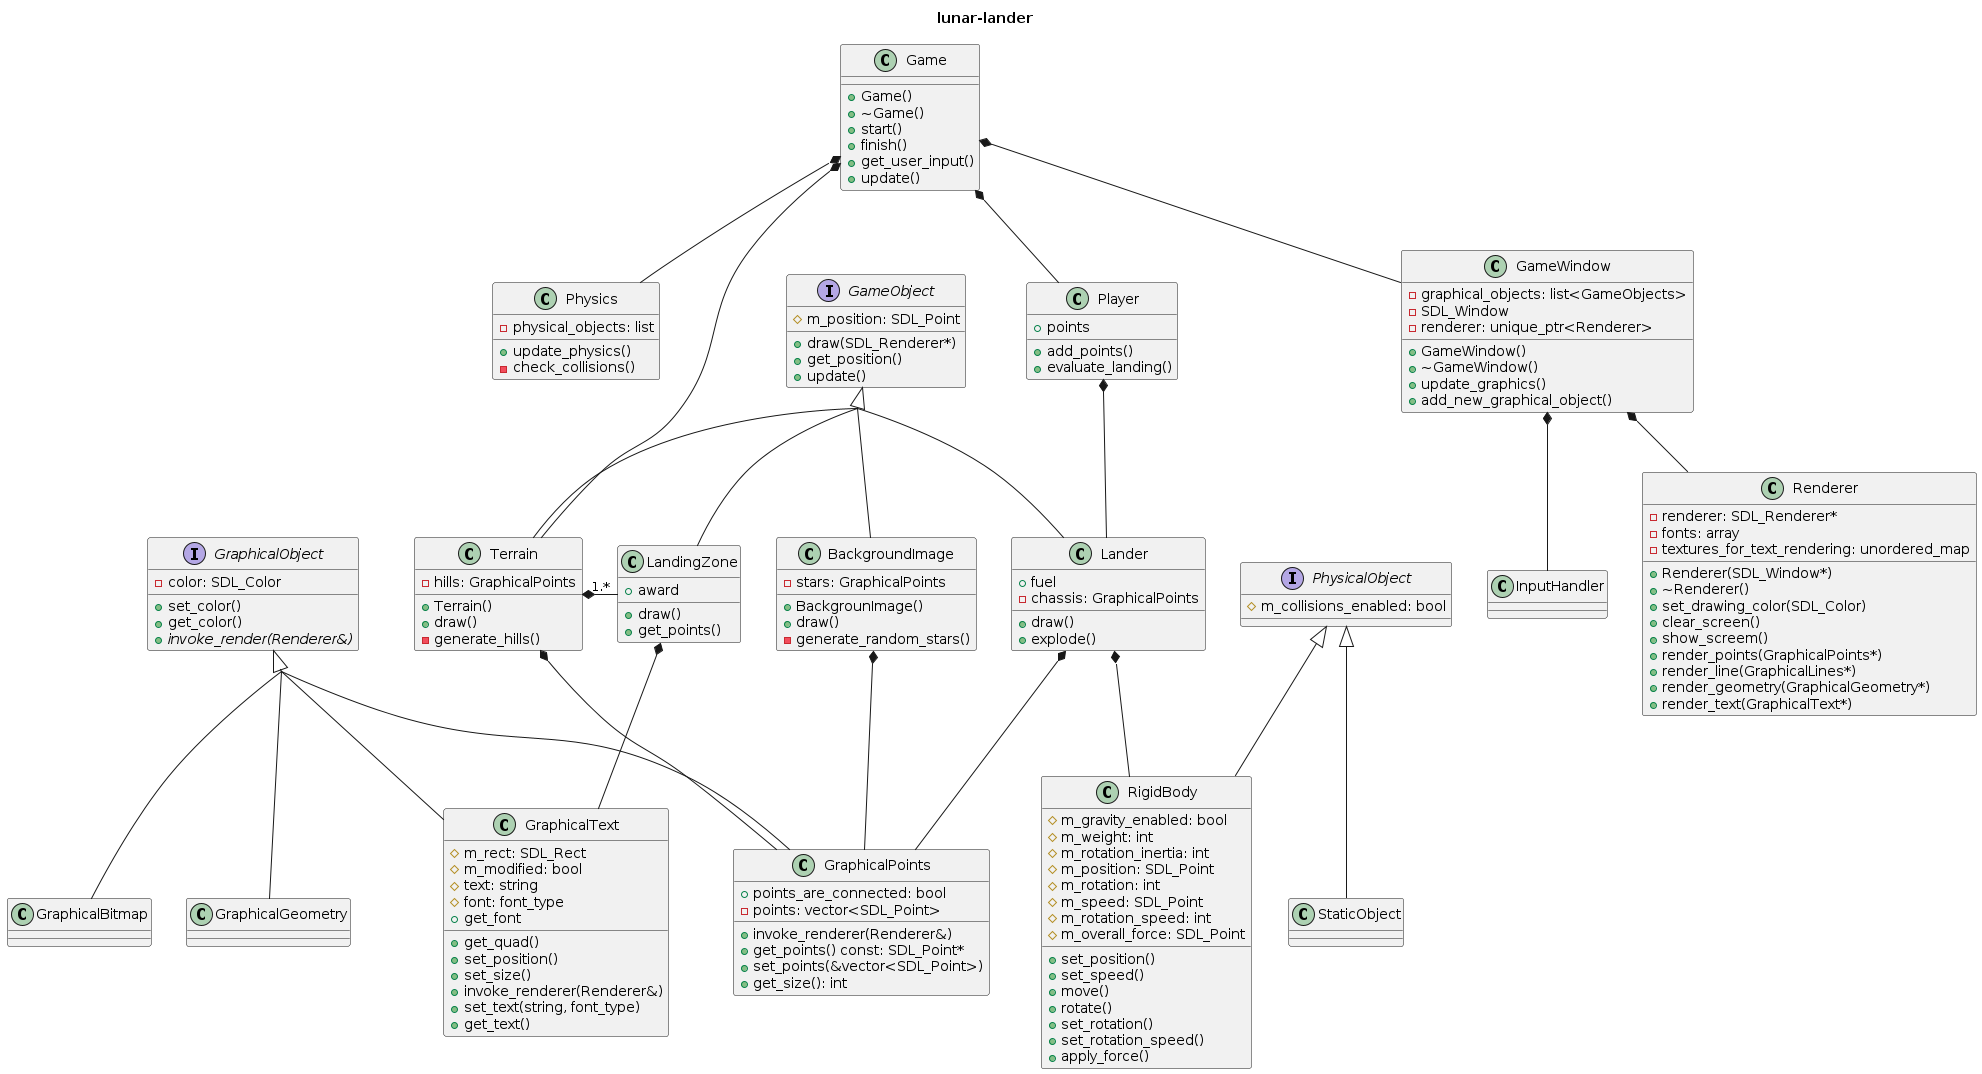 lunar-lander
C Game
Game()
~Game()
start()
finish()
get_user_input()
update()
C Physics
physical_objects: list
update_physics()
check_collisions()
I GameObject
m_position: SDL_Point
draw(SDL_Renderer*)
get_position()
update()
C Player
points
add_points()
evaluate_landing()
C GameWindow
graphical_objects: list<GameObjects>
SDL_Window
renderer: unique_ptr<Renderer>
GameWindow()
~GameWindow()
update_graphics()
add_new_graphical_object()
C Renderer
renderer: SDL_Renderer*
fonts: array
textures_for_text_rendering: unordered_map
Renderer(SDL_Window*)
~Renderer()
set_drawing_color(SDL_Color)
clear_screen()
show_screem()
render_points(GraphicalPoints*)
render_line(GraphicalLines*)
render_geometry(GraphicalGeometry*)
render_text(GraphicalText*)
I GraphicalObject
color: SDL_Color
set_color()
get_color()
invoke_render(Renderer&)
C Terrain
hills: GraphicalPoints
Terrain()
draw()
generate_hills()
1..*
C LandingZone
award
draw()
get_points()
C BackgroundImage
stars: GraphicalPoints
BackgrounImage()
draw()
generate_random_stars()
C Lander
fuel
chassis: GraphicalPoints
draw()
explode()
I PhysicalObject
m_collisions_enabled: bool
C InputHandler
C GraphicalBitmap
C GraphicalGeometry
C GraphicalText
m_rect: SDL_Rect
m_modified: bool
text: string
font: font_type
get_font
get_quad()
set_position()
set_size()
invoke_renderer(Renderer&)
set_text(string, font_type)
get_text()
C GraphicalPoints
points_are_connected: bool
points: vector<SDL_Point>
invoke_renderer(Renderer&)
get_points() const: SDL_Point*
set_points(&vector<SDL_Point>)
get_size(): int
C RigidBody
m_gravity_enabled: bool
m_weight: int
m_rotation_inertia: int
m_position: SDL_Point
m_rotation: int
m_speed: SDL_Point
m_rotation_speed: int
m_overall_force: SDL_Point
set_position()
set_speed()
move()
rotate()
set_rotation()
set_rotation_speed()
apply_force()
C StaticObject